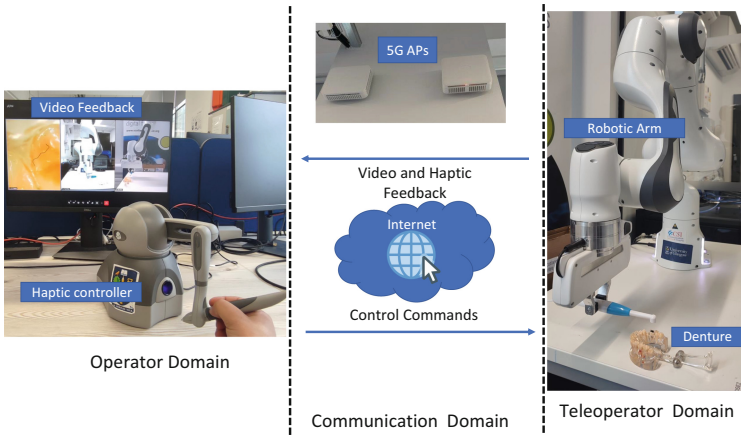 Video Feedback
Haptic controller
Operator Domain
5G APs
Video and Haptic
Feedback
Internet
Control Commands
Communication Domain
Robotic Arm
Denture
Teleoperator Domain